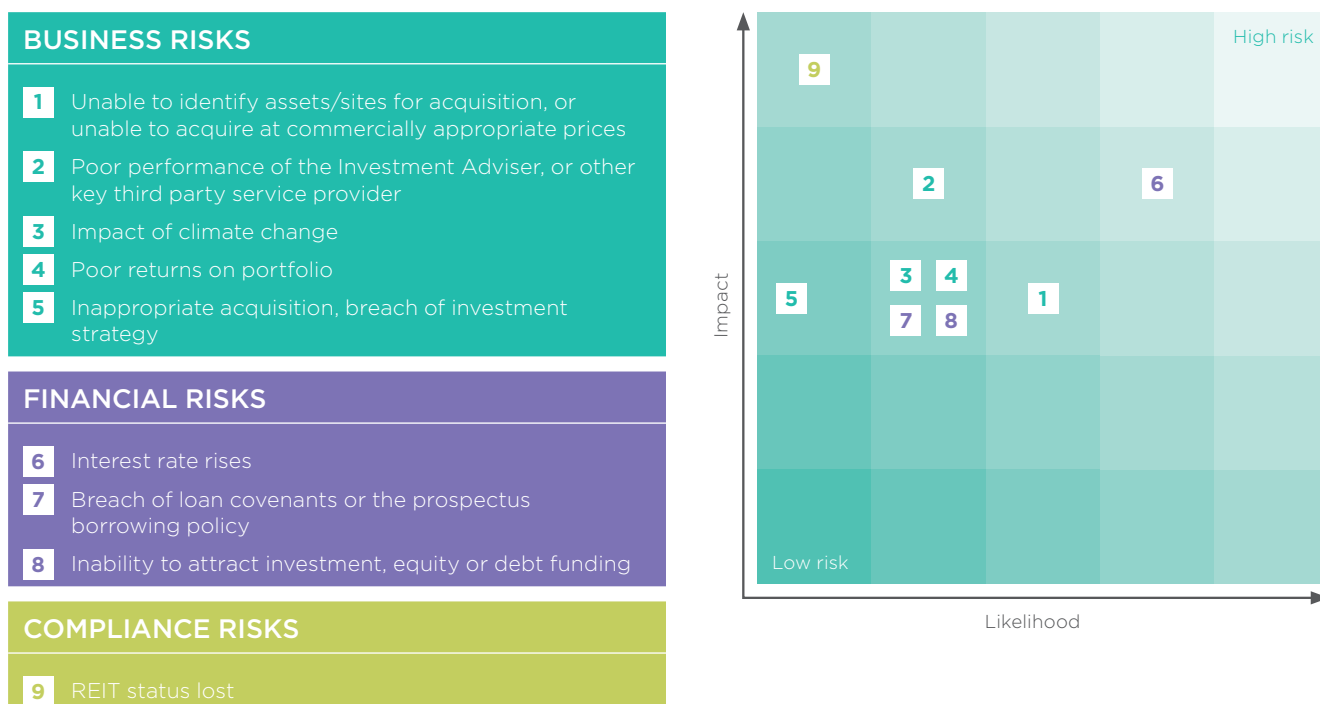 BUSINESS RISKS
1 Unable to identify assets/sites for acquisition, or
unable to acquire at commercially appropriate prices
2 Poor performance of the Investment Adviser, or other
key third party service provider
3 Impact of climate change
4 Poor returns on portfolio
5 Inappropriate acquisition, breach of investment
strategy
FINANCIAL RISKS
6 Interest rate rises
7 Breach of loan covenants or the prospectus
borrowing policy
8 Inability to attract investment, equity or debt funding
COMPLIANCE RISKS
9 REIT status lost
High risk
9
2
6
3 4
5
1
7 8
Impact
Low risk
Likelihood